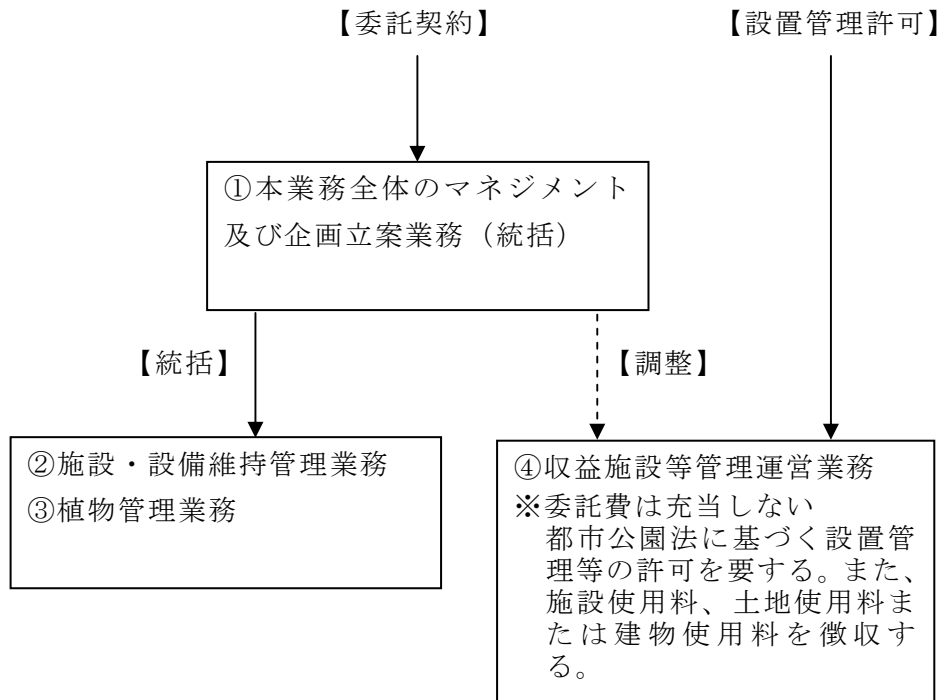 【委託契約】
【設置管理許可】
①本業務全体のマネジメント
及び企画立案業務（統括）
【統括】
【調整】
②施設・設備維持管理業務
③植物管理業務
④収益施設等管理運営業務
※委託費は充当しない
都市公園法に基づく設置管
理等の許可を要する。また、
施設使用料、土地使用料ま
たは建物使用料を徴収す
る。